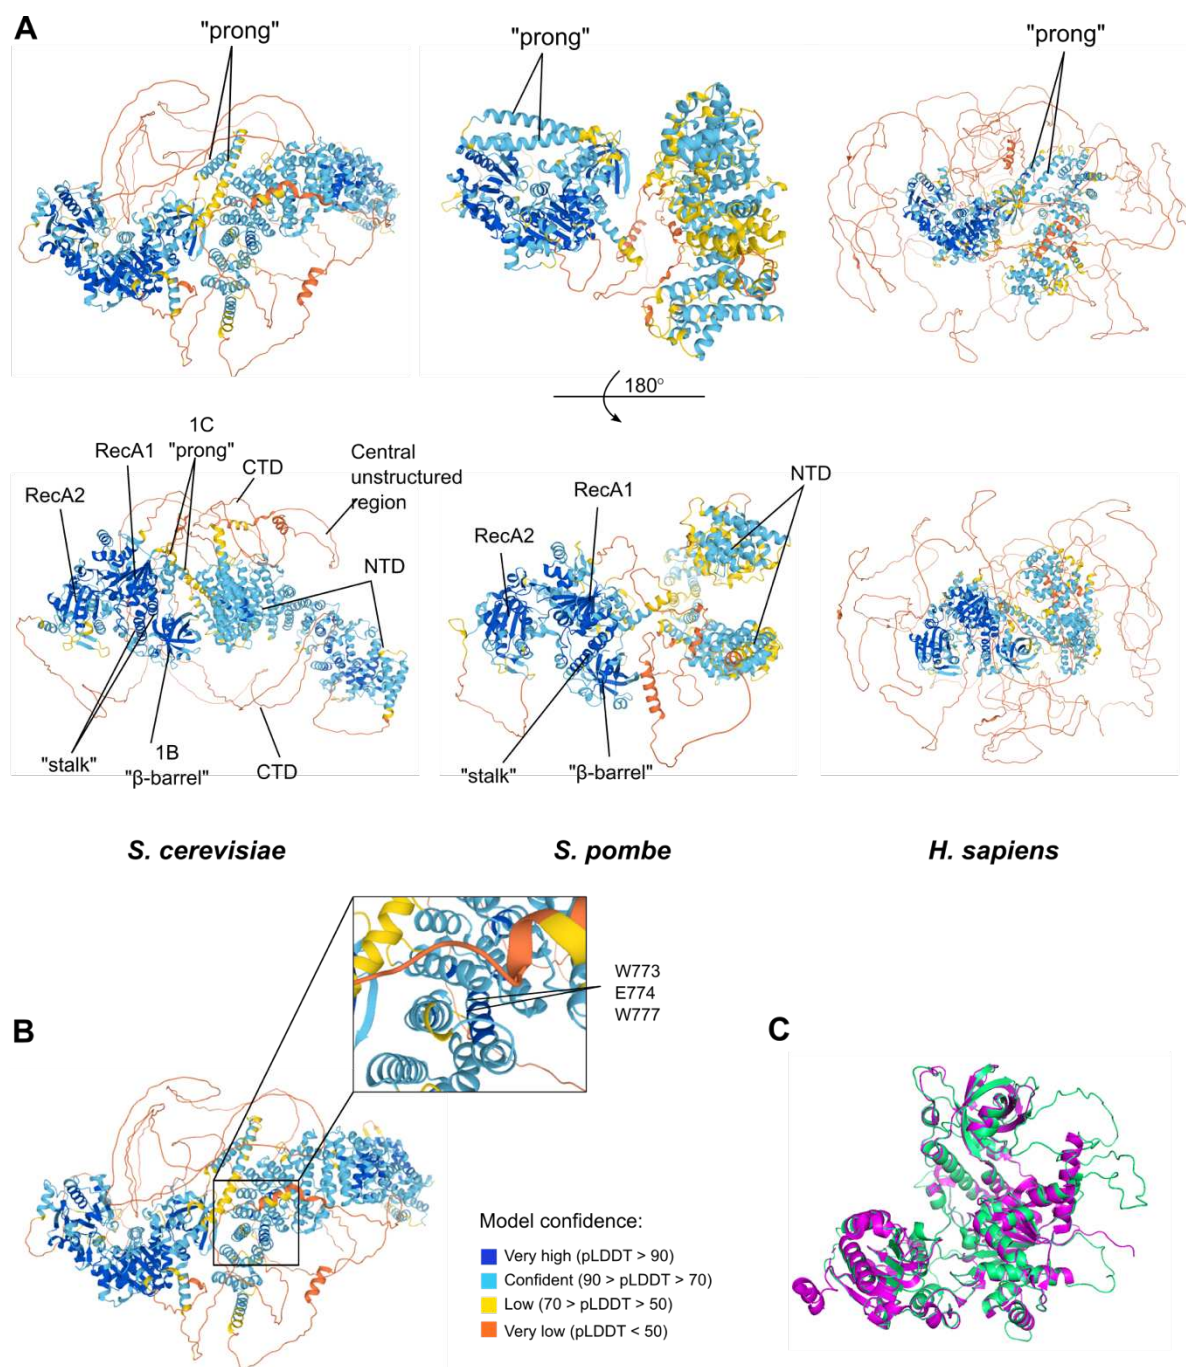 A
"prong"
"prong"
"prong"
180°
1C
"prong"
RecA1
RecA2
CTD
Central
unstructured
region
NTD
"stalk"
1B
"β-barrel"
CTD
RecA1
RecA2
NTD
"stalk"
"β-barrel"
S. cerevisiae
S. pombe
H. sapiens
W773
E774
W777
B
C
Model confidence:
Very high (pLDDT > 90)
Confident (90 > pLDDT > 70)
Low (70 > pLDDT > 50)
Very low (pLDDT < 50)